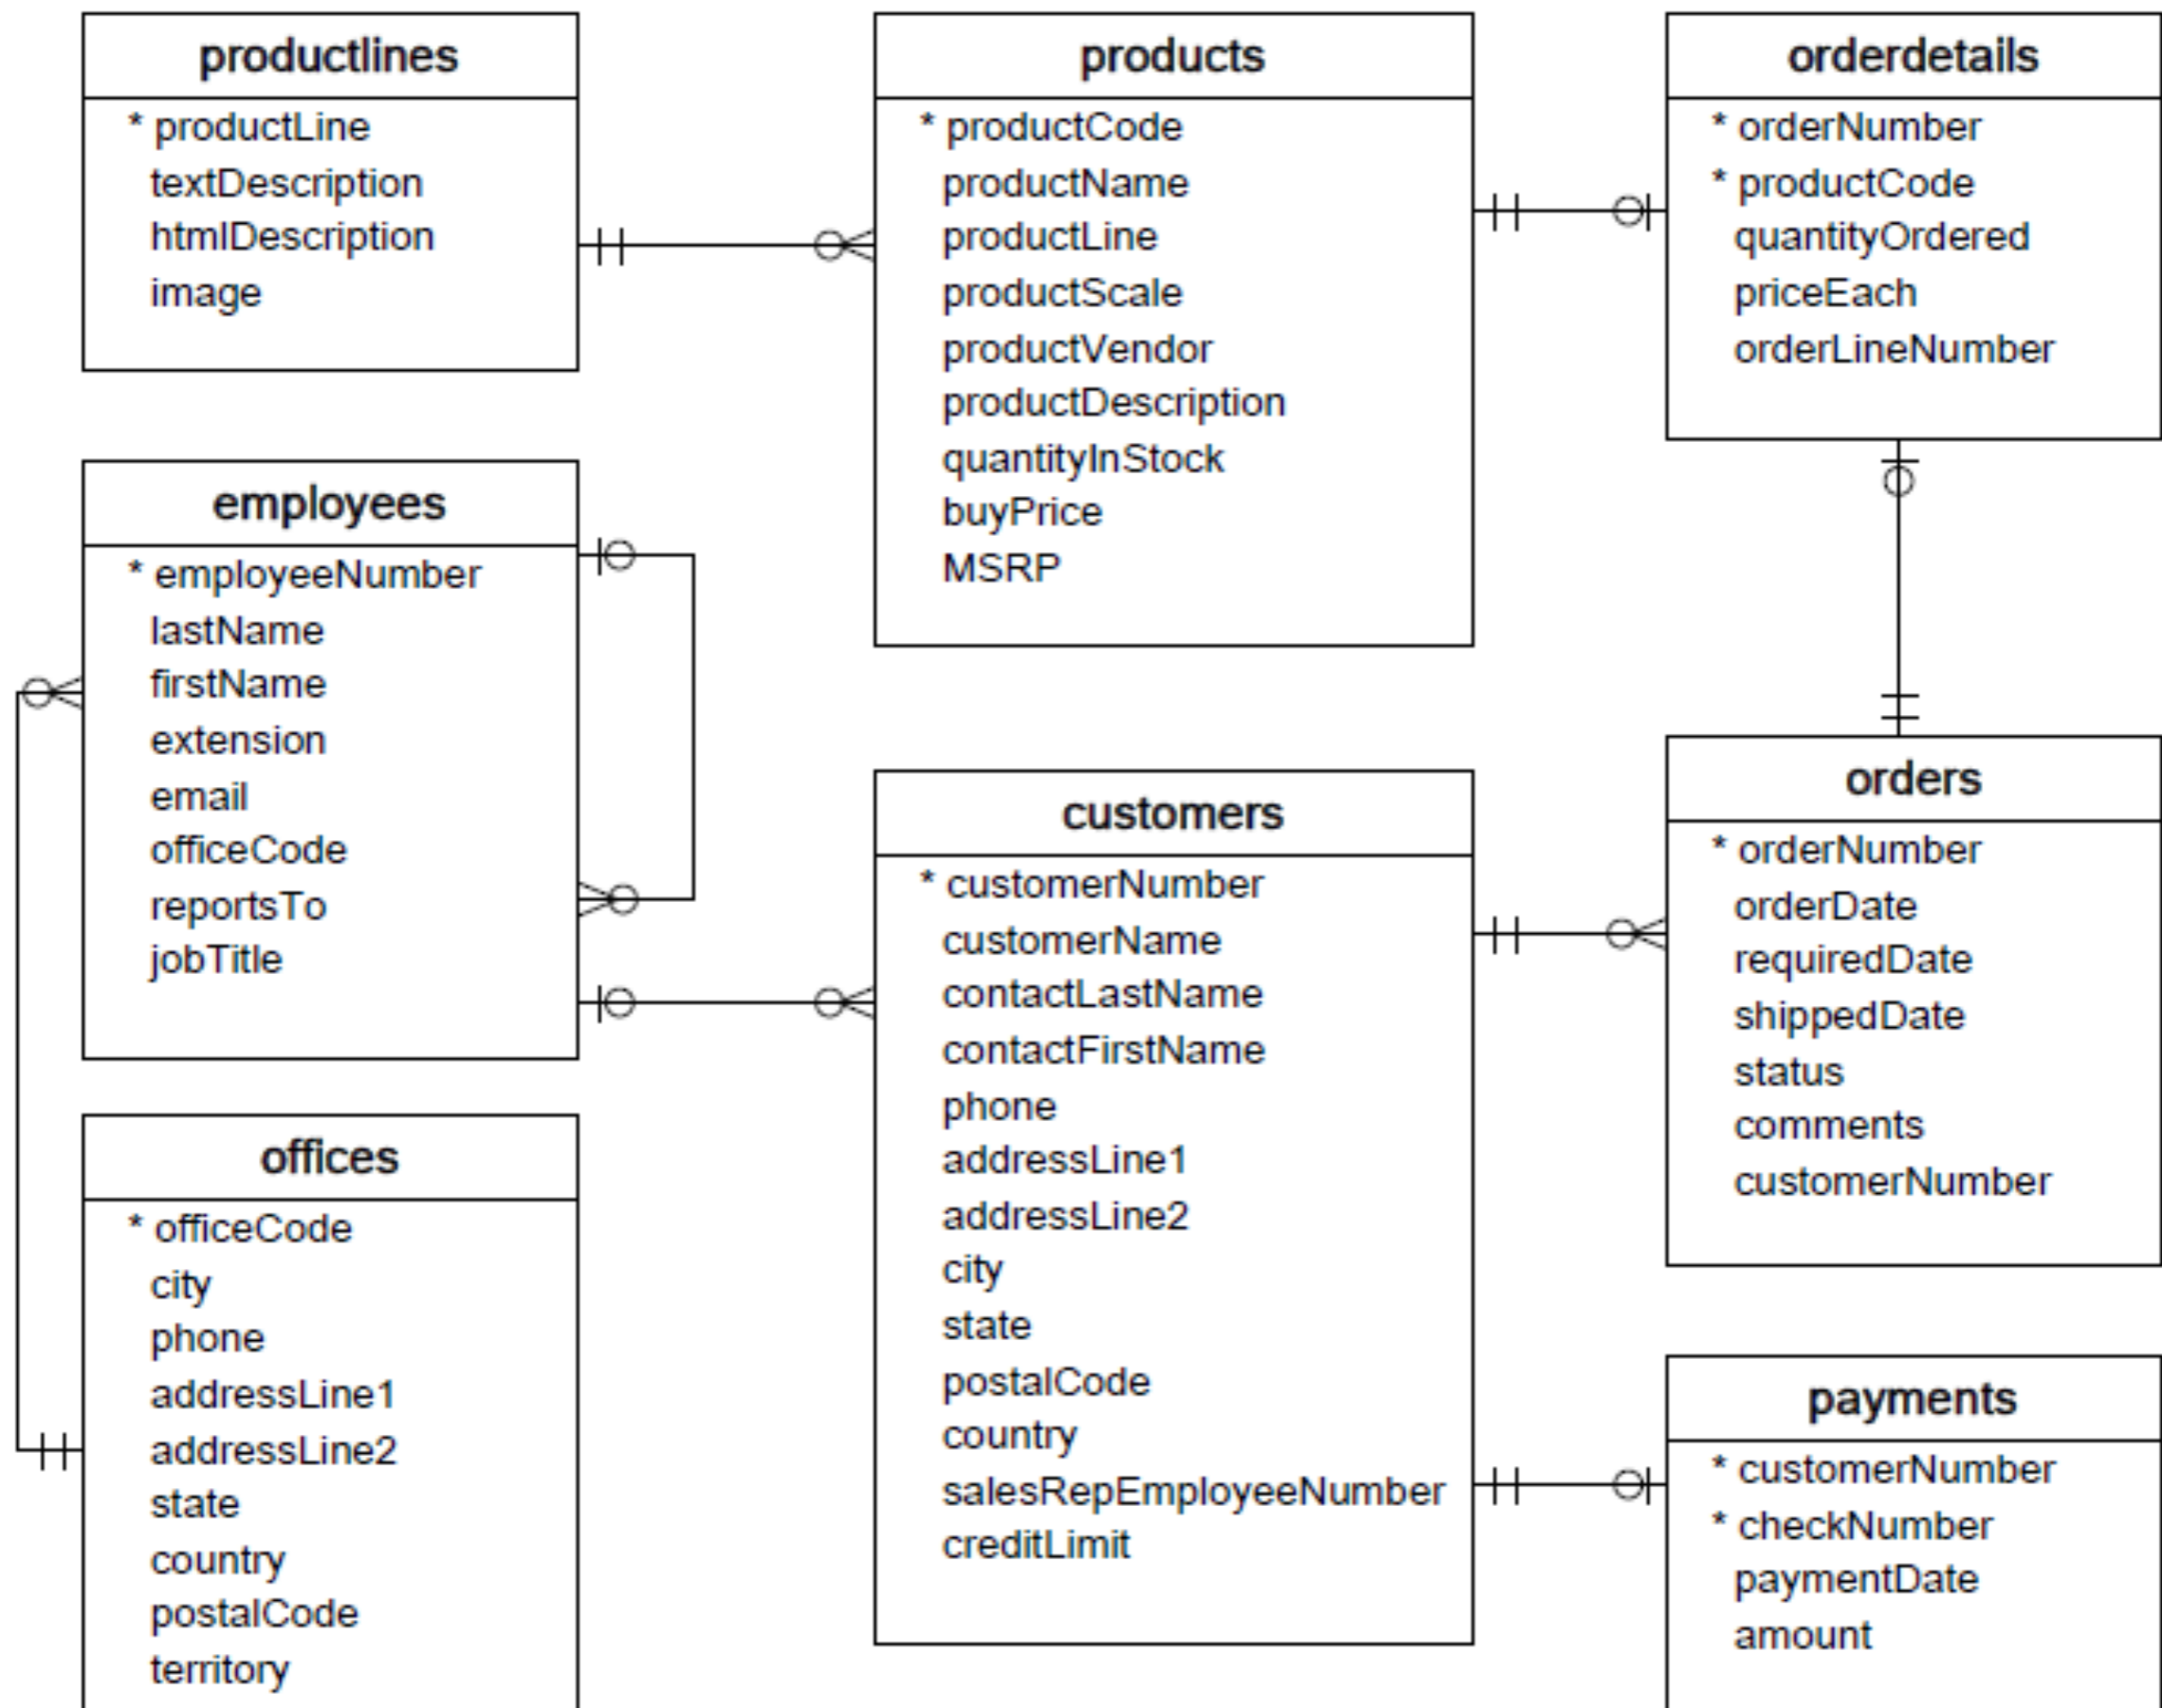 productlines
* productLine
textDescription
htmlDescription
image
products
* productCode
productName
productLine
productScale
productVendor
productDescription
quantityInStock
buyPrice
MSRP
orderdetails
* orderNumber
* productCode
quantityOrdered
priceEach
orderLineNumber
employees
* employeeNumber
lastName
firstName
extension
email
officeCode
reportsTo
jobTitle
customers
* customerNumber
customerName
contactLastName
contactFirstName
phone
addressLine1
addressLine2
city
state
postalCode
country
salesRepEmployeeNumber
creditLimit
orders
* orderNumber
orderDate
requiredDate
shippedDate
status
comments
customerNumber
offices
* officeCode
city
phone
addressLine1
addressLine2
state
country
postalCode
territory
payments
* customerNumber
* checkNumber
paymentDate
amount